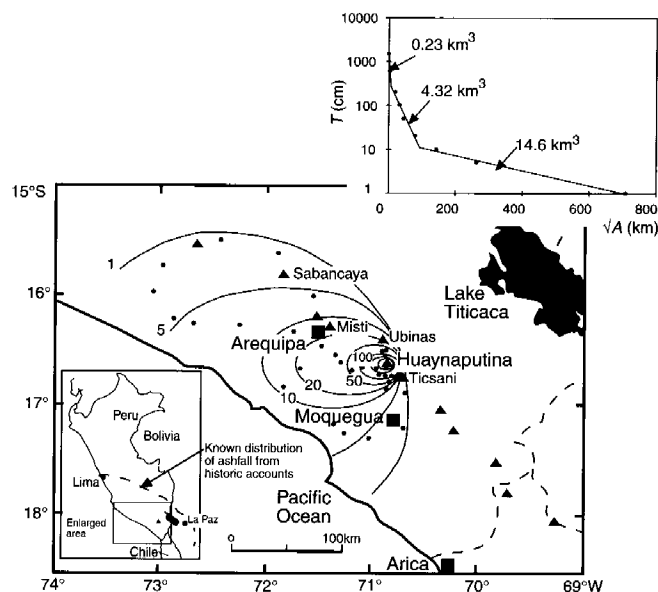 10000
1000
100
10
1
T (cm)
0.23 km³
4.32 km³
14.6 km³
0
200
400
600
800
√A (km)
15°S
16°
17°
18°
1
5
10
20
50
100
Sabancaya
Misti
Arequipa
Ubinas
Huaynaputina
Ticsani
Moquegua
Lake
Titicaca
Pacific
Ocean
Arica
0
100km
Peru
Bolivia
Lima
Known distribution
of ashfall from
historic accounts
La Paz
Enlarged
area
Chile
74°
73°
72°
71°
70°
69°W